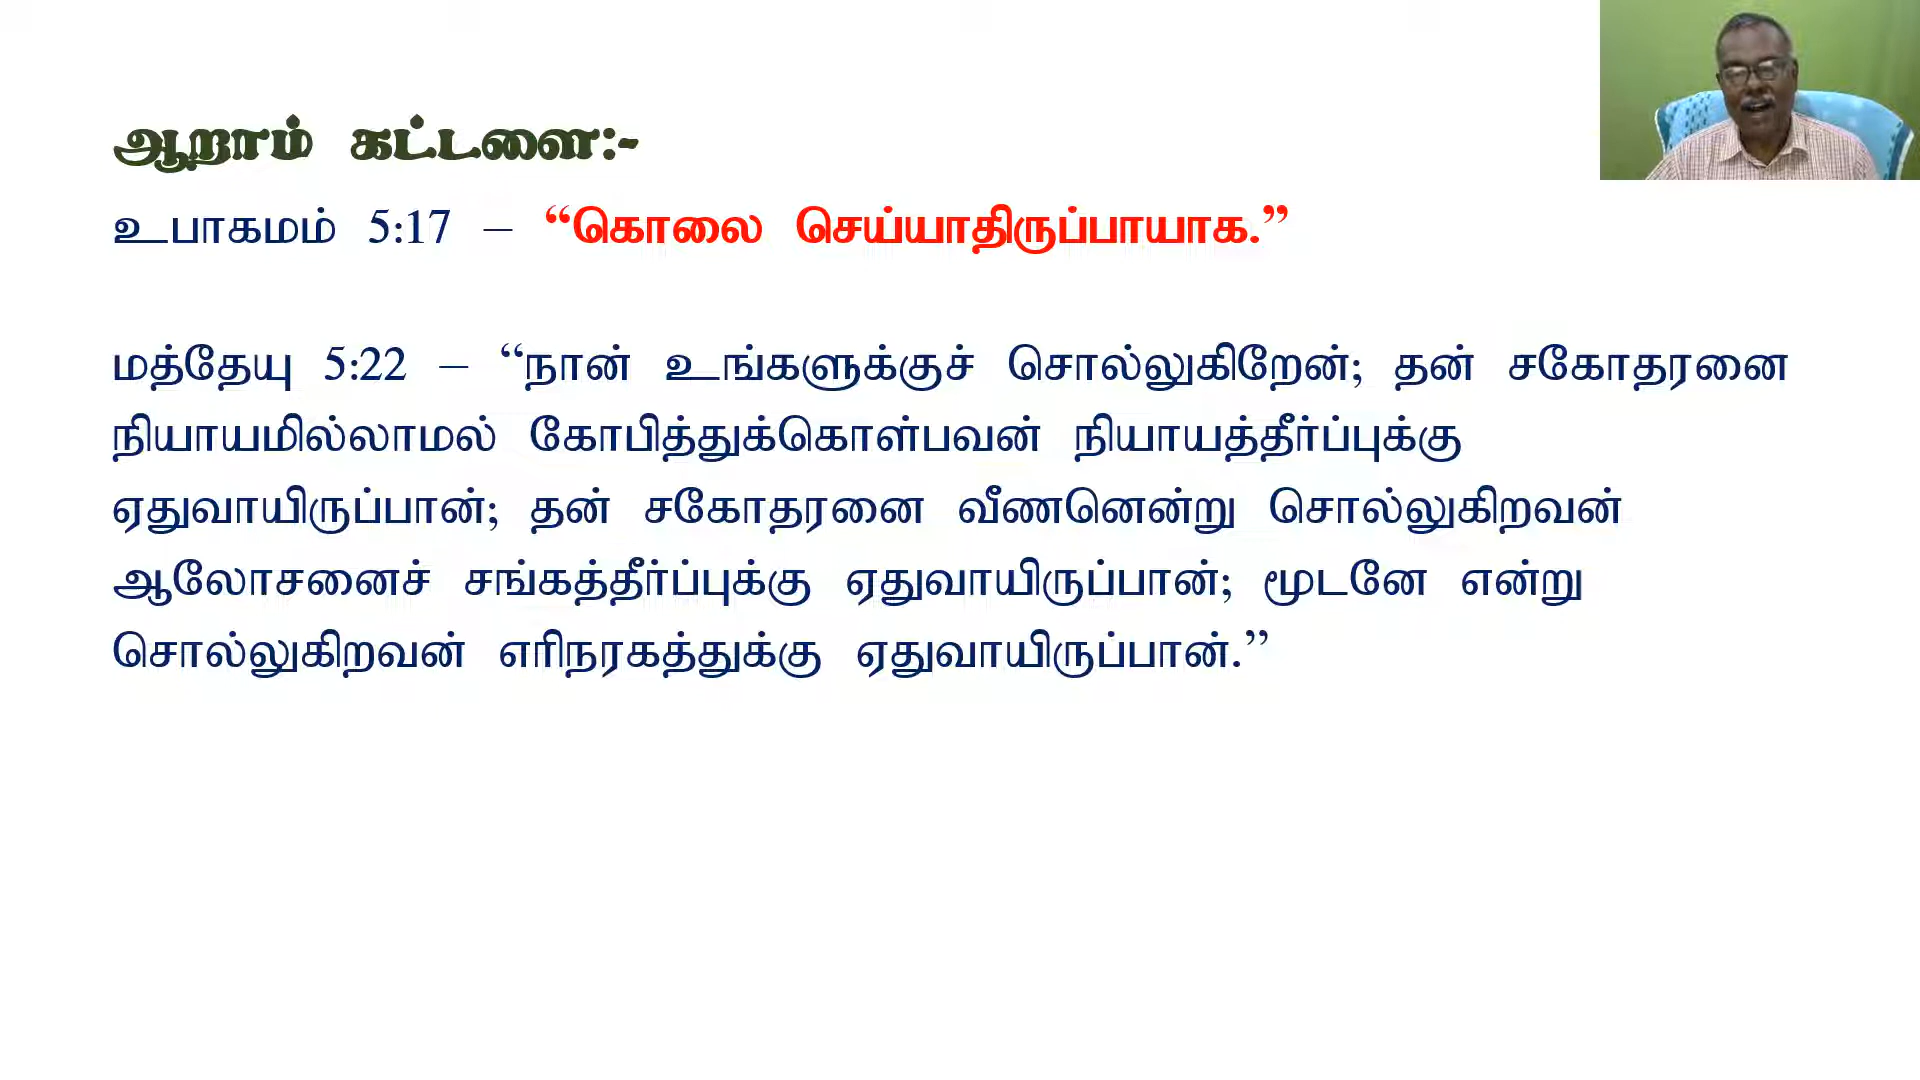 ஆறாம் கட்டளை:-
உபாகமம் 5:17 – “கொலை செய்யாதிருப்பாயாக.”
மத்தேயு 5:22 – “நான் உங்களுக்குச் சொல்லுகிறேன்; தன் சகோதரனை
நியாயமில்லாமல் கோபித்துக்கொள்பவன் நியாயத்தீர்ப்புக்கு
ஏதுவாயிருப்பான்; தன் சகோதரனை வீணனென்று சொல்லுகிறவன்
ஆலோசனைச் சங்கத்தீர்ப்புக்கு ஏதுவாயிருப்பான்; மூடனே என்று
சொல்லுகிறவன் எரிநரகத்துக்கு ஏதுவாயிருப்பான்.”